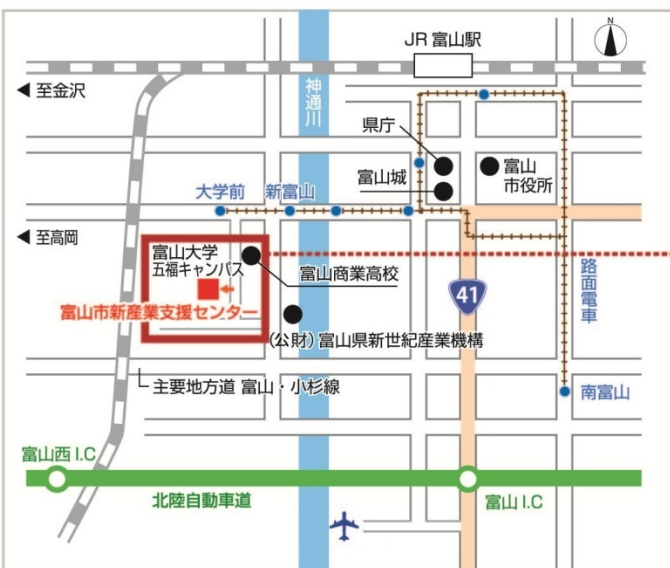 N
JR 富山駅
至金沢
神通川
県庁
富山城
富山
市役所
大学前
新富山
至高岡
富山大学
五福キャンパス
富山商業高校
路面電車
41
富山市新産業支援センター
(公財)富山県新世紀産業機構
主要地方道 富山・小杉線
南富山
富山西 I.C
北陸自動車道
富山 I.C